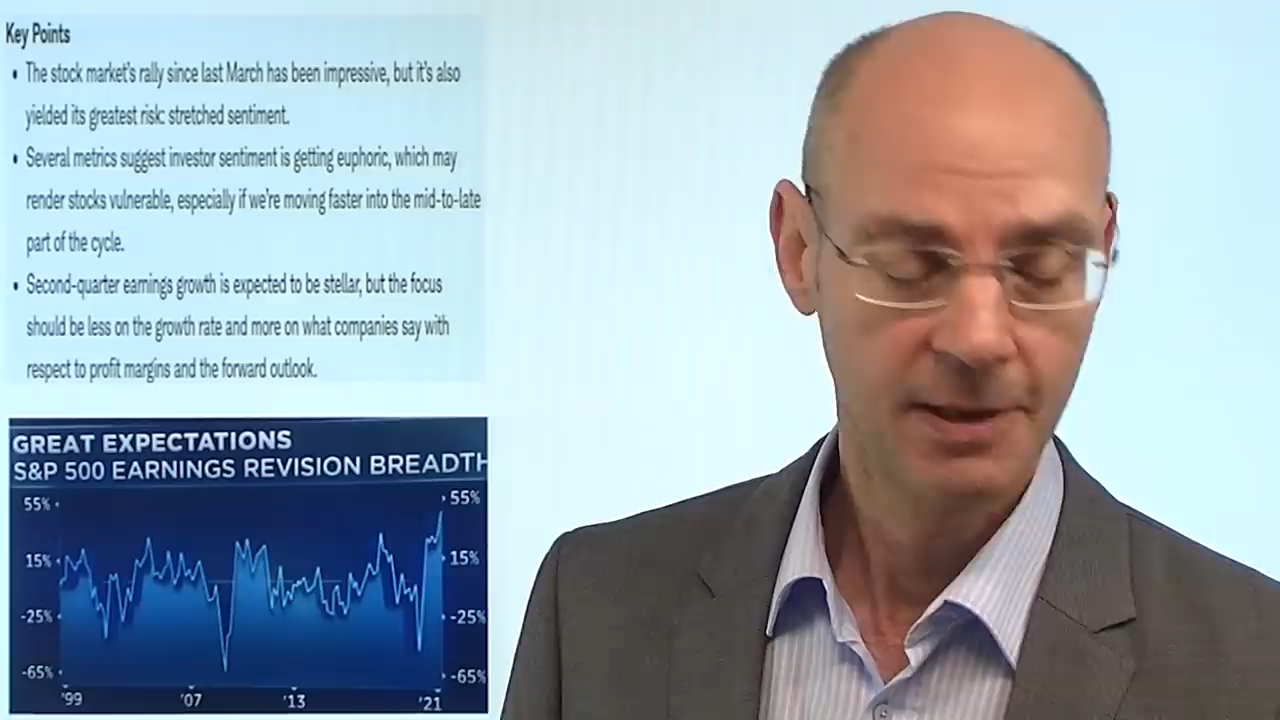 Key Points
• The stock market's rally since last March has been impressive, but it's also
yielded its greatest risk: stretched sentiment.
• Several metrics suggest investor sentiment is getting euphoric, which may
render stocks vulnerable, especially if we're moving faster into the mid-to-late
part of the cycle.
• Second-quarter earnings growth is expected to be stellar, but the focus
should be less on the growth rate and more on what companies say with
respect to profit margins and the forward outlook.
GREAT EXPECTATIONS
S&P 500 EARNINGS REVISION BREADTH
55% 55%
15% 15%
-25% -25%
-65% -65%
'99 '07 '13 '21